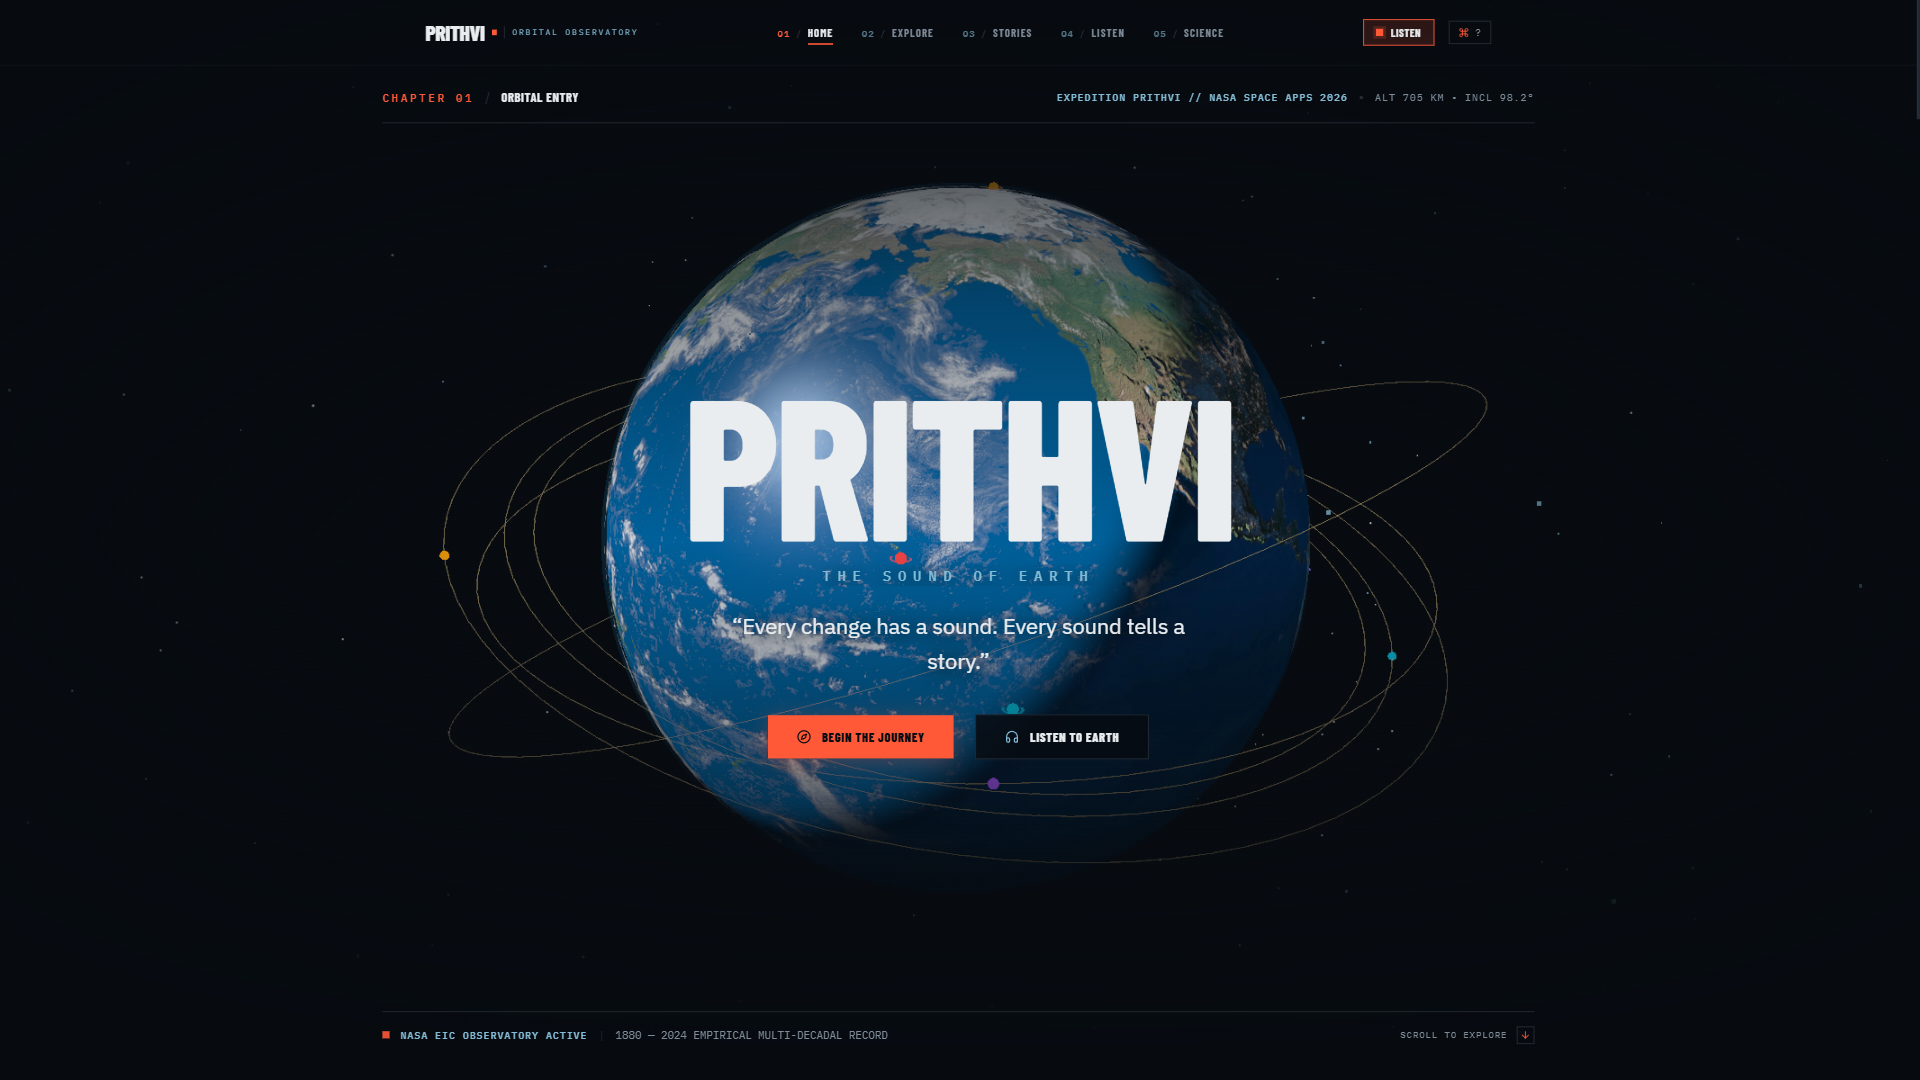 PRITHVI
ORBITAL OBSERVATORY
01 / HOME
02 / EXPLORE
03 / STORIES
04 / LISTEN
05 / SCIENCE
LISTEN
⌘ ?
CHAPTER 01 / ORBITAL ENTRY
EXPEDITION PRITHVI // NASA SPACE APPS 2026
ALT 705 KM • INCL 98.2°
PRITHVI
THE SOUND OF EARTH
“Every change has a sound. Every sound tells a
story.”
BEGIN THE JOURNEY
LISTEN TO EARTH
NASA EIC OBSERVATORY ACTIVE
1880 — 2024 EMPIRICAL MULTI-DECADAL RECORD
SCROLL TO EXPLORE